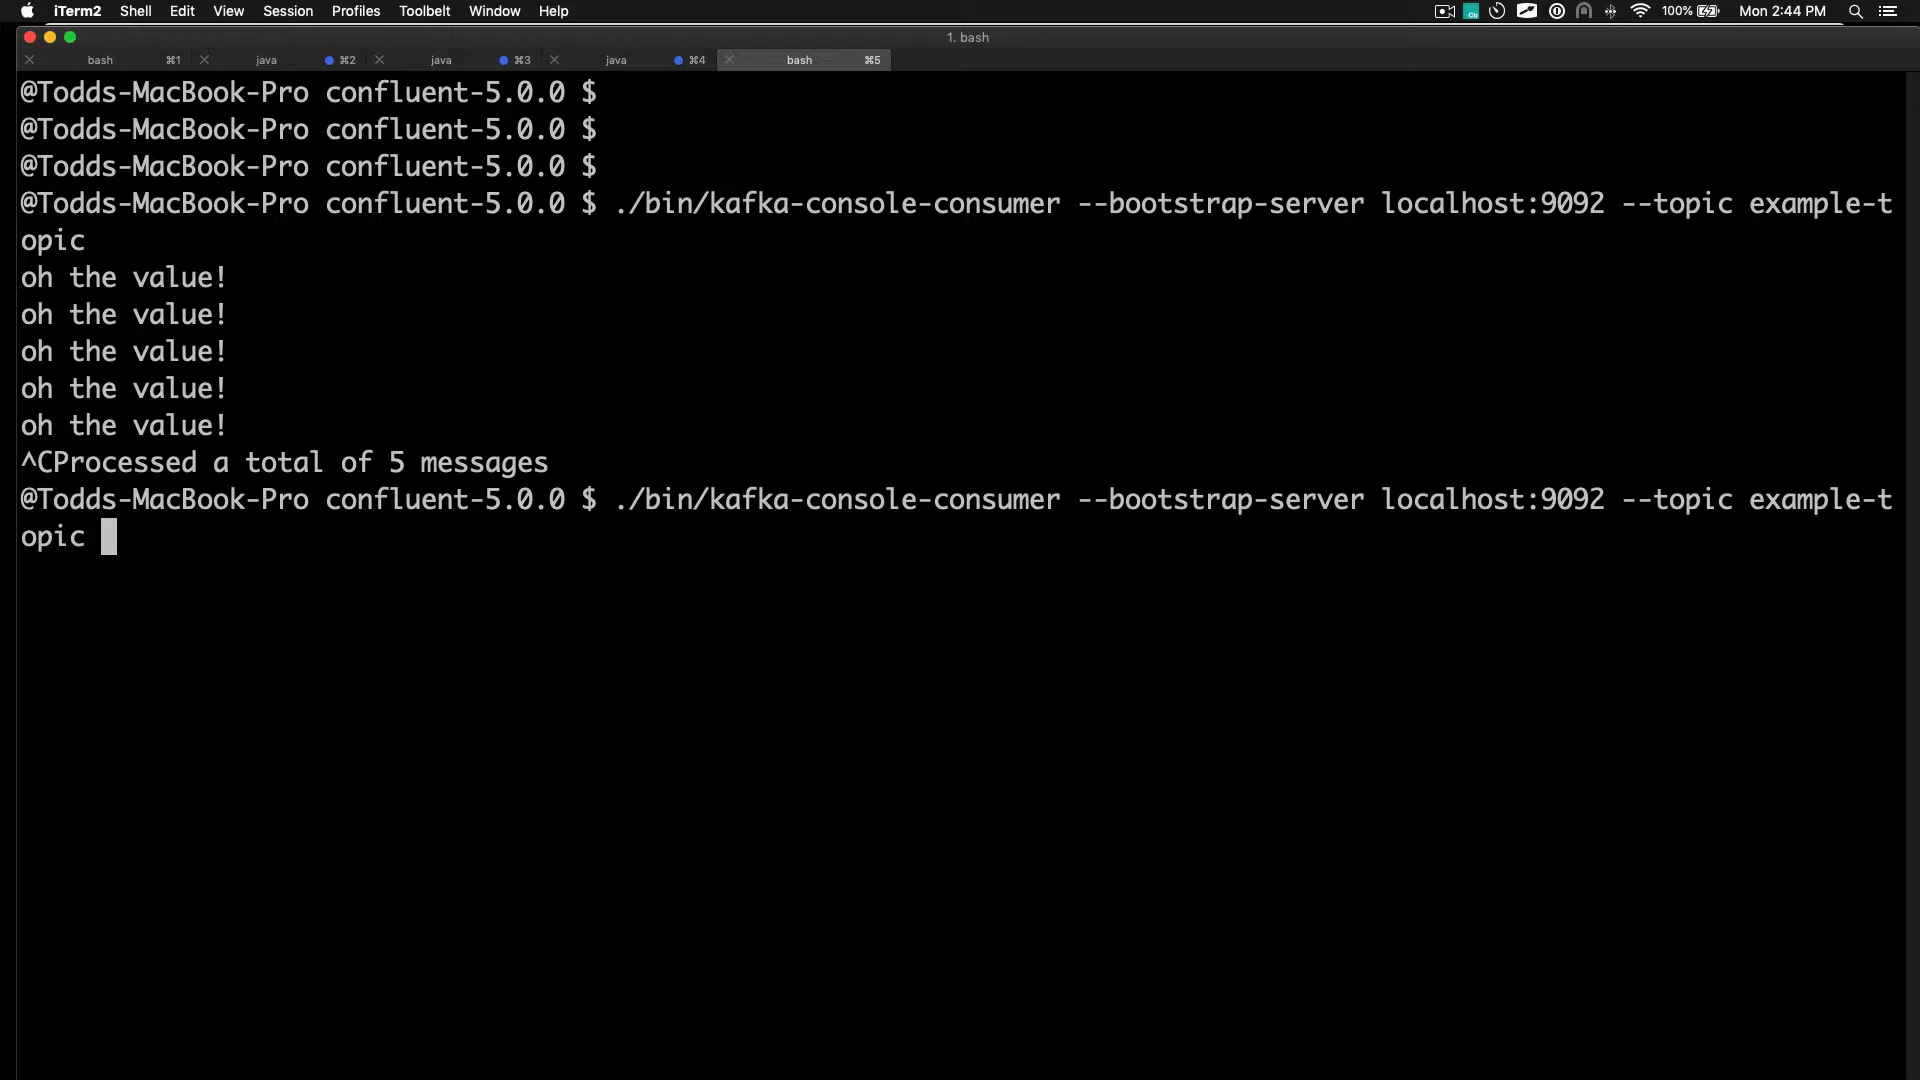 iTerm2 Shell Edit View Session Profiles Toolbelt Window Help 100% Mon 2:44 PM
1. bash
bash ⌘1 java ⌘2 java ⌘3 java ⌘4 bash ⌘5
@Todds-MacBook-Pro confluent-5.0.0 $
@Todds-MacBook-Pro confluent-5.0.0 $
@Todds-MacBook-Pro confluent-5.0.0 $
@Todds-MacBook-Pro confluent-5.0.0 $ ./bin/kafka-console-consumer --bootstrap-server localhost:9092 --topic example-t
opic
oh the value!
oh the value!
oh the value!
oh the value!
oh the value!
^CProcessed a total of 5 messages
@Todds-MacBook-Pro confluent-5.0.0 $ ./bin/kafka-console-consumer --bootstrap-server localhost:9092 --topic example-t
opic